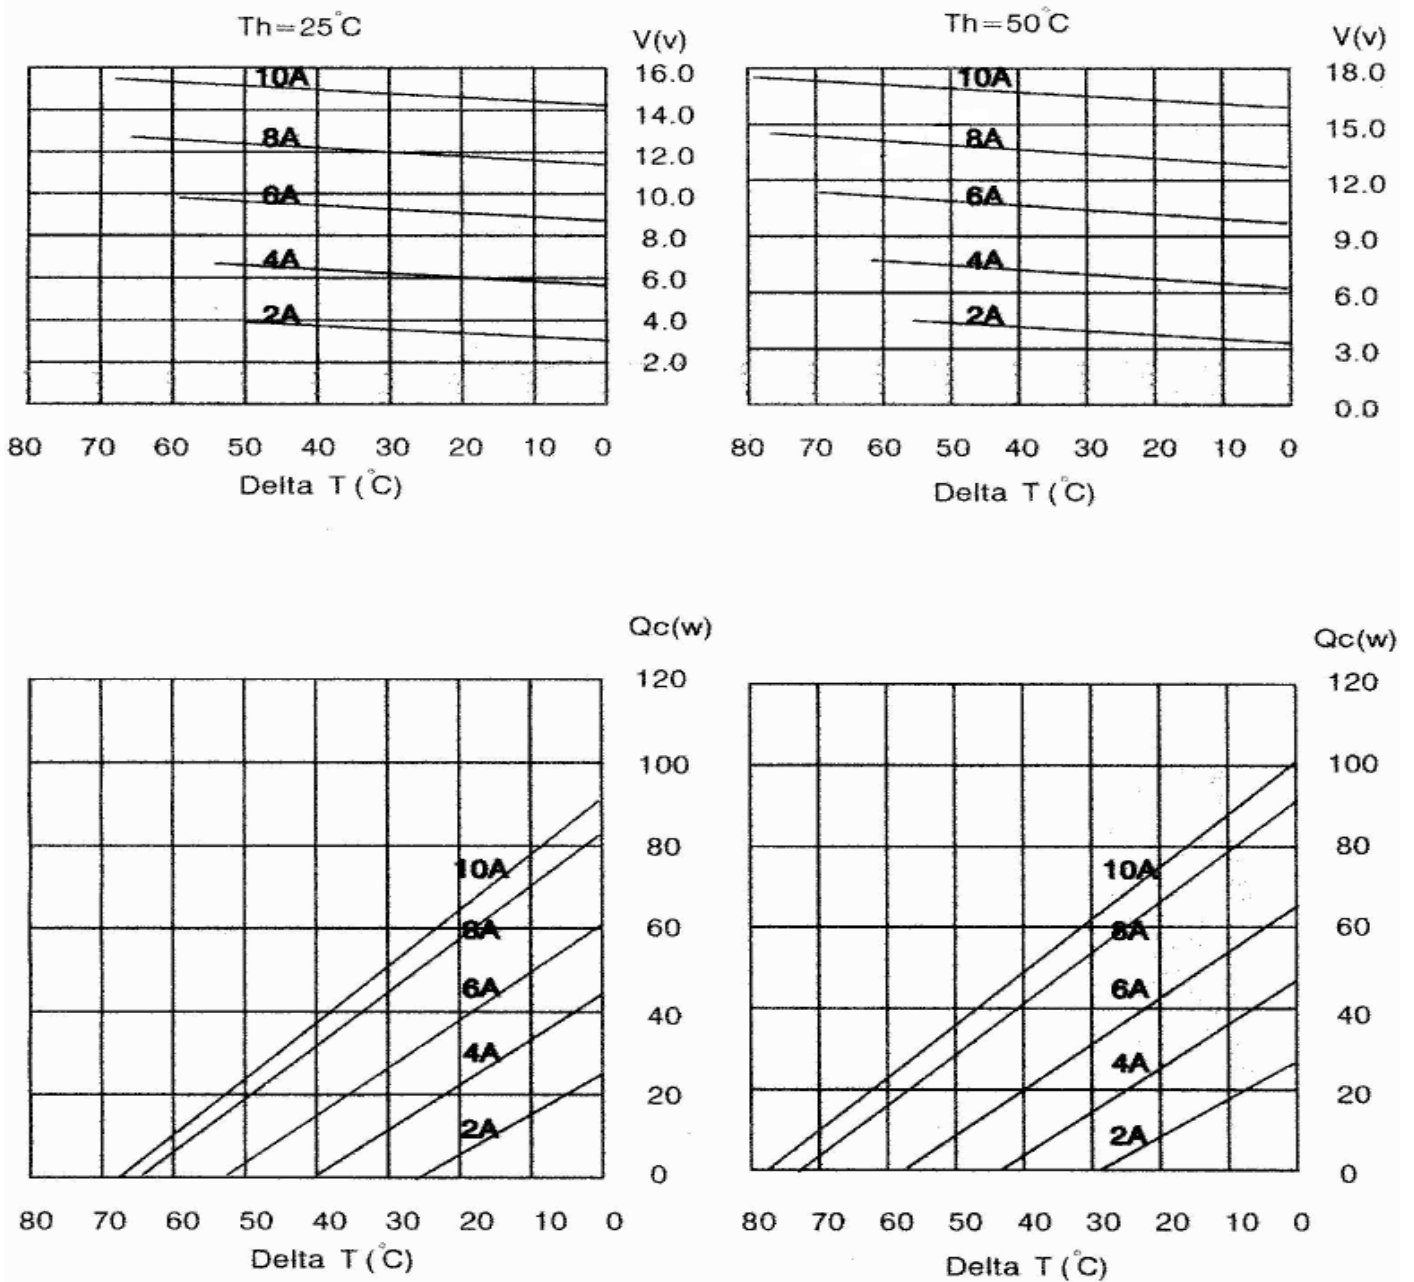 Th=25°C
V(v)
10A
8A
6A
4A
2A
16.0
14.0
12.0
10.0
8.0
6.0
4.0
2.0
80 70 60 50 40 30 20 10 0
Delta T (°C)
Th=50°C
V(v)
10A
8A
6A
4A
2A
18.0
15.0
12.0
9.0
6.0
3.0
0.0
80 70 60 50 40 30 20 10 0
Delta T (°C)
Qc(w)
10A
8A
6A
4A
2A
120
100
80
60
40
20
0
80 70 60 50 40 30 20 10 0
Delta T (°C)
Qc(w)
10A
8A
6A
4A
2A
120
100
80
60
40
20
0
80 70 60 50 40 30 20 10 0
Delta T (°C)